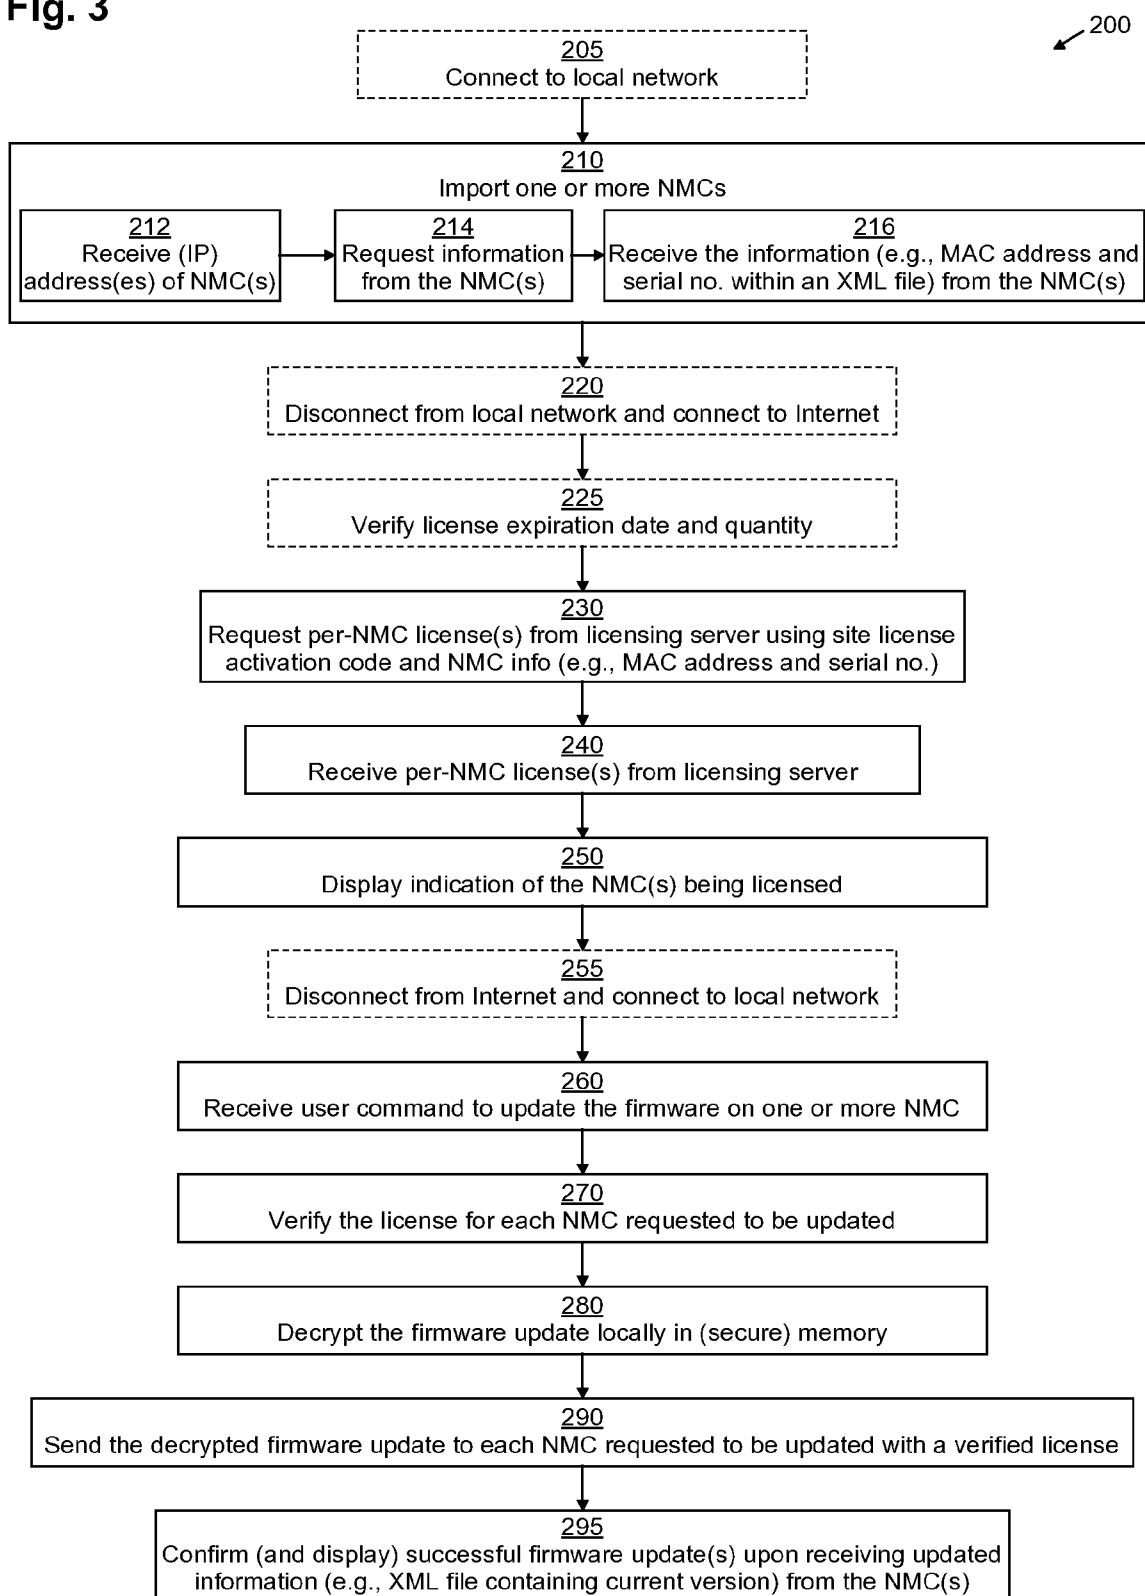 Fig. 3
200
205
Connect to local network
210
Import one or more NMCs
212
Receive (IP)
address(es) of NMC(s)
214
Request information
from the NMC(s)
216
Receive the information (e.g., MAC address and
serial no. within an XML file) from the NMC(s)
220
Disconnect from local network and connect to Internet
225
Verify license expiration date and quantity
230
Request per-NMC license(s) from licensing server using site license
activation code and NMC info (e.g., MAC address and serial no.)
240
Receive per-NMC license(s) from licensing server
250
Display indication of the NMC(s) being licensed
255
Disconnect from Internet and connect to local network
260
Receive user command to update the firmware on one or more NMC
270
Verify the license for each NMC requested to be updated
280
Decrypt the firmware update locally in (secure) memory
290
Send the decrypted firmware update to each NMC requested to be updated with a verified license
295
Confirm (and display) successful firmware update(s) upon receiving updated
information (e.g., XML file containing current version) from the NMC(s)